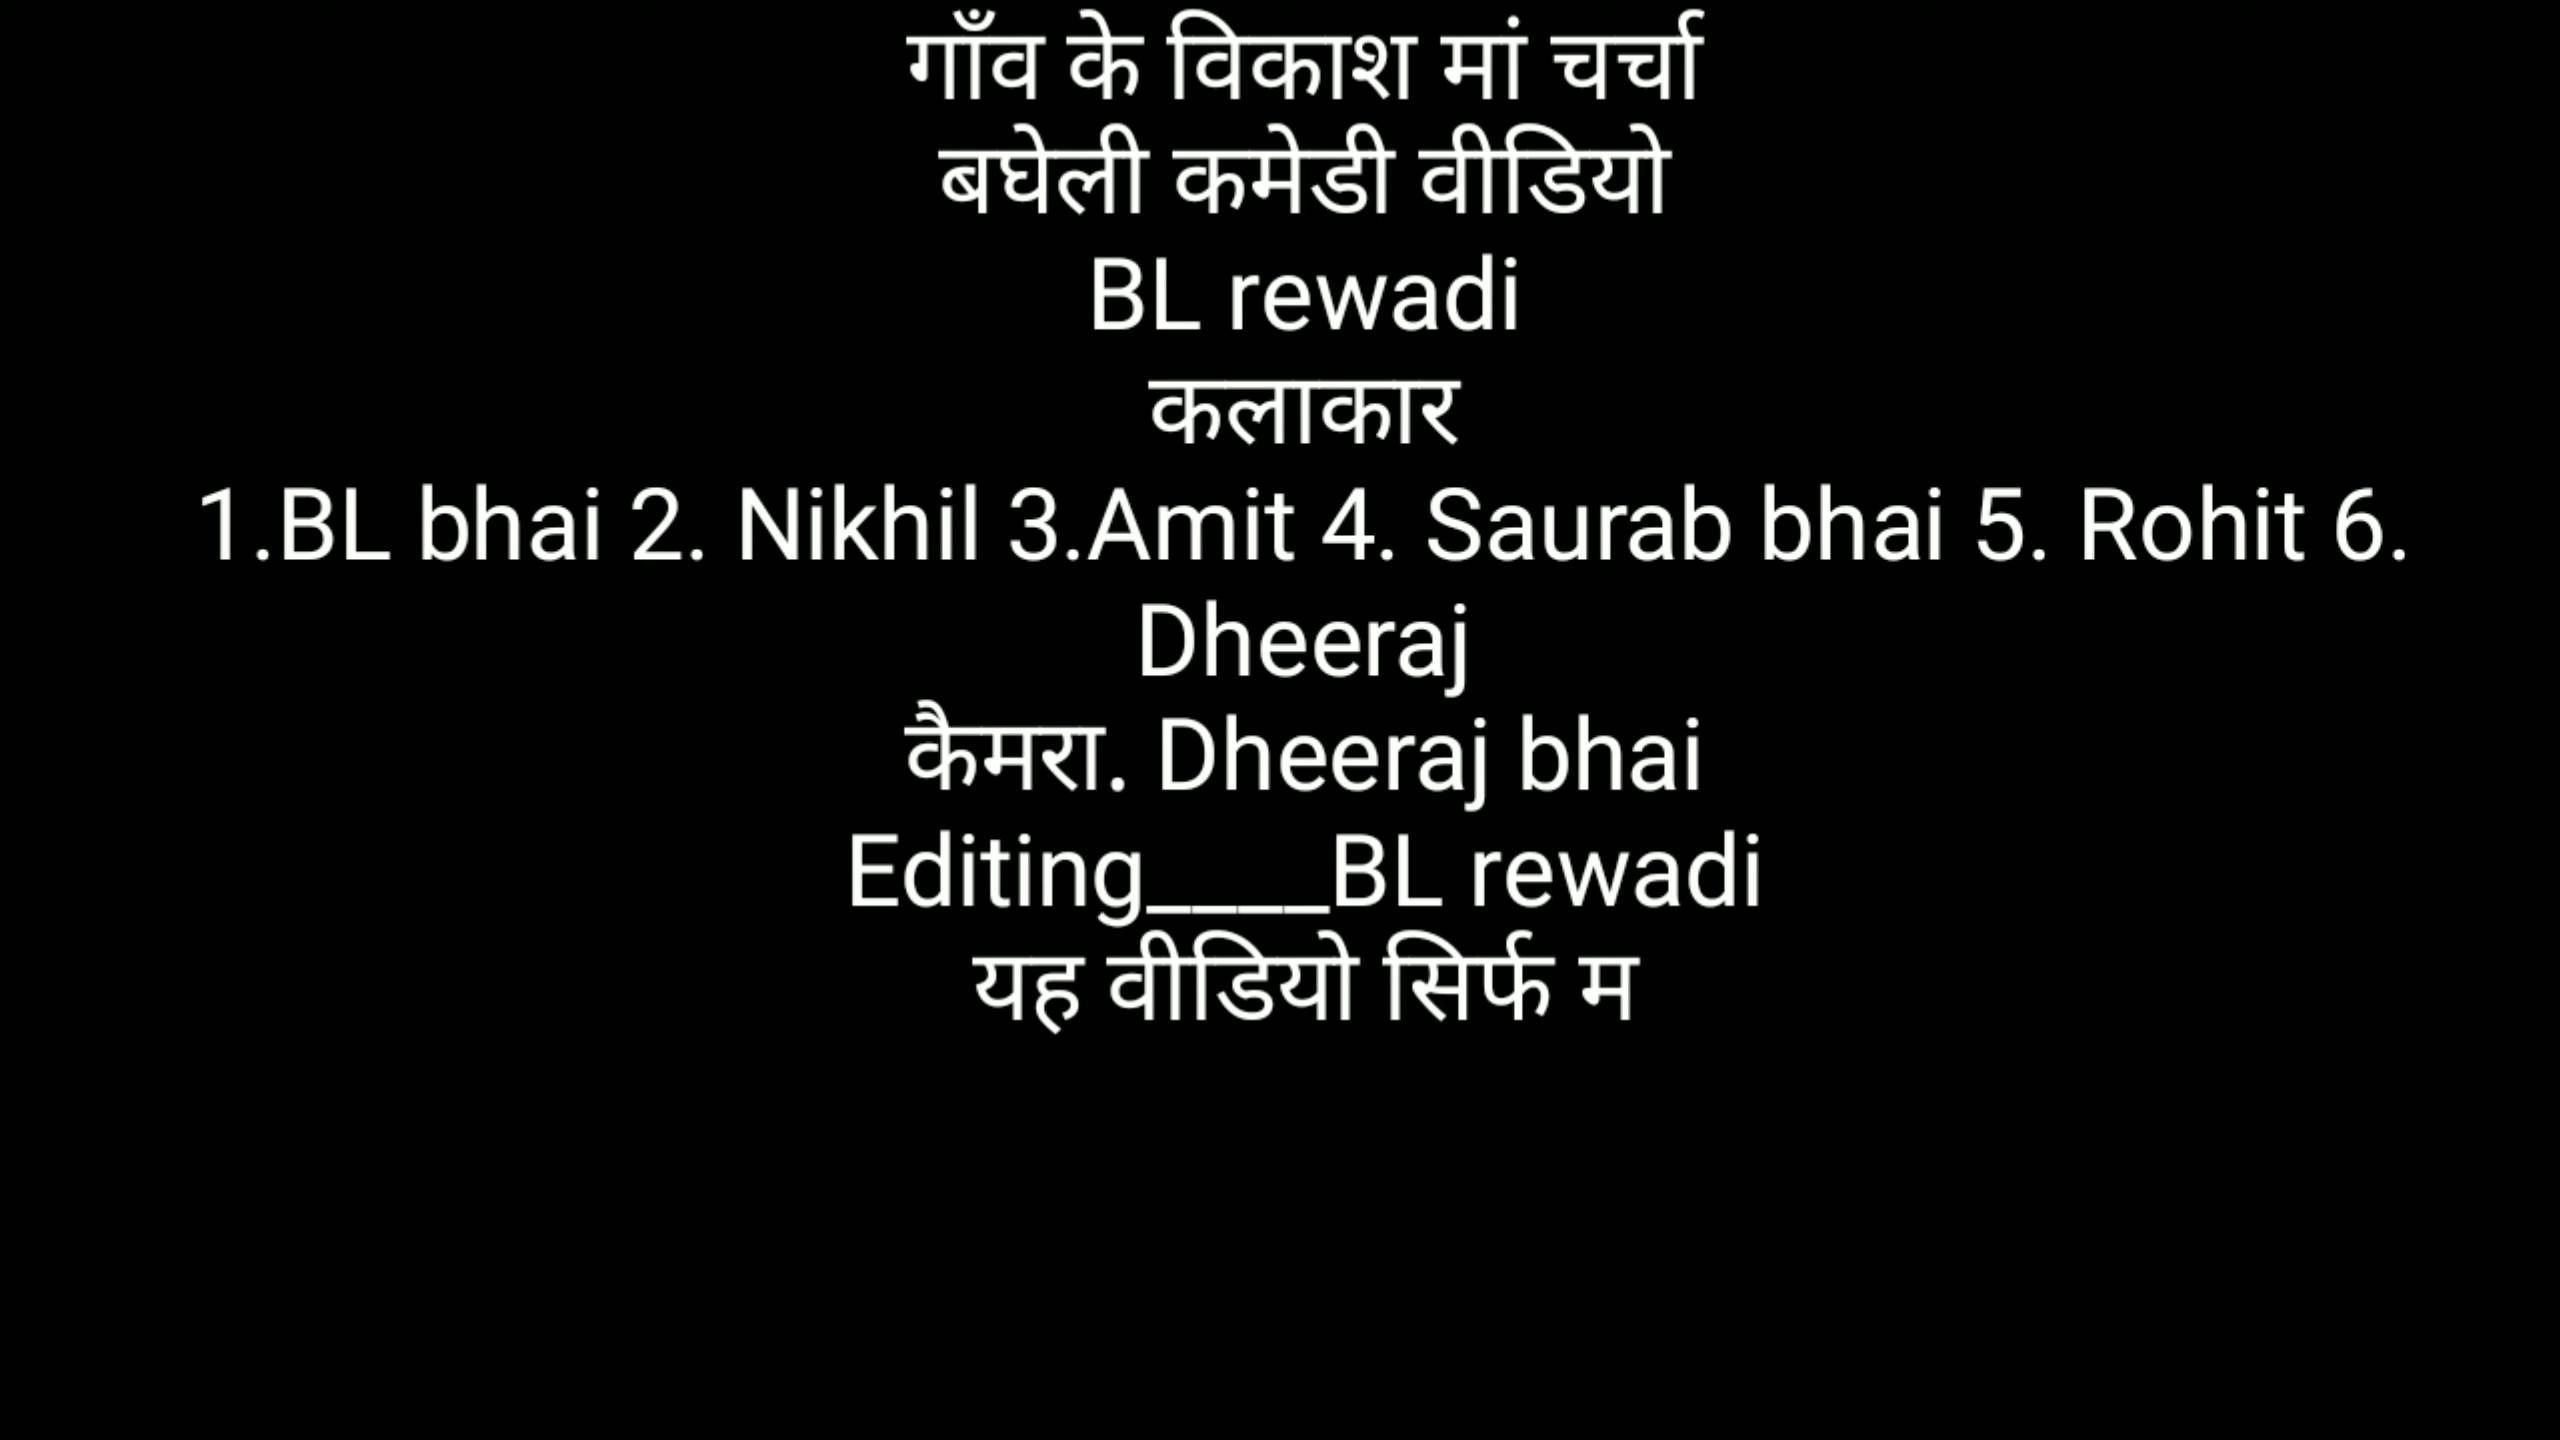 गाँव के विकाश मां चर्चा
बघेली कमेडी वीडियो
BL rewadi
कलाकार
1.BL bhai 2. Nikhil 3.Amit 4. Saurab bhai 5. Rohit 6.
Dheeraj
कैमरा. Dheeraj bhai
Editing____BL rewadi
यह वीडियो सिर्फ म